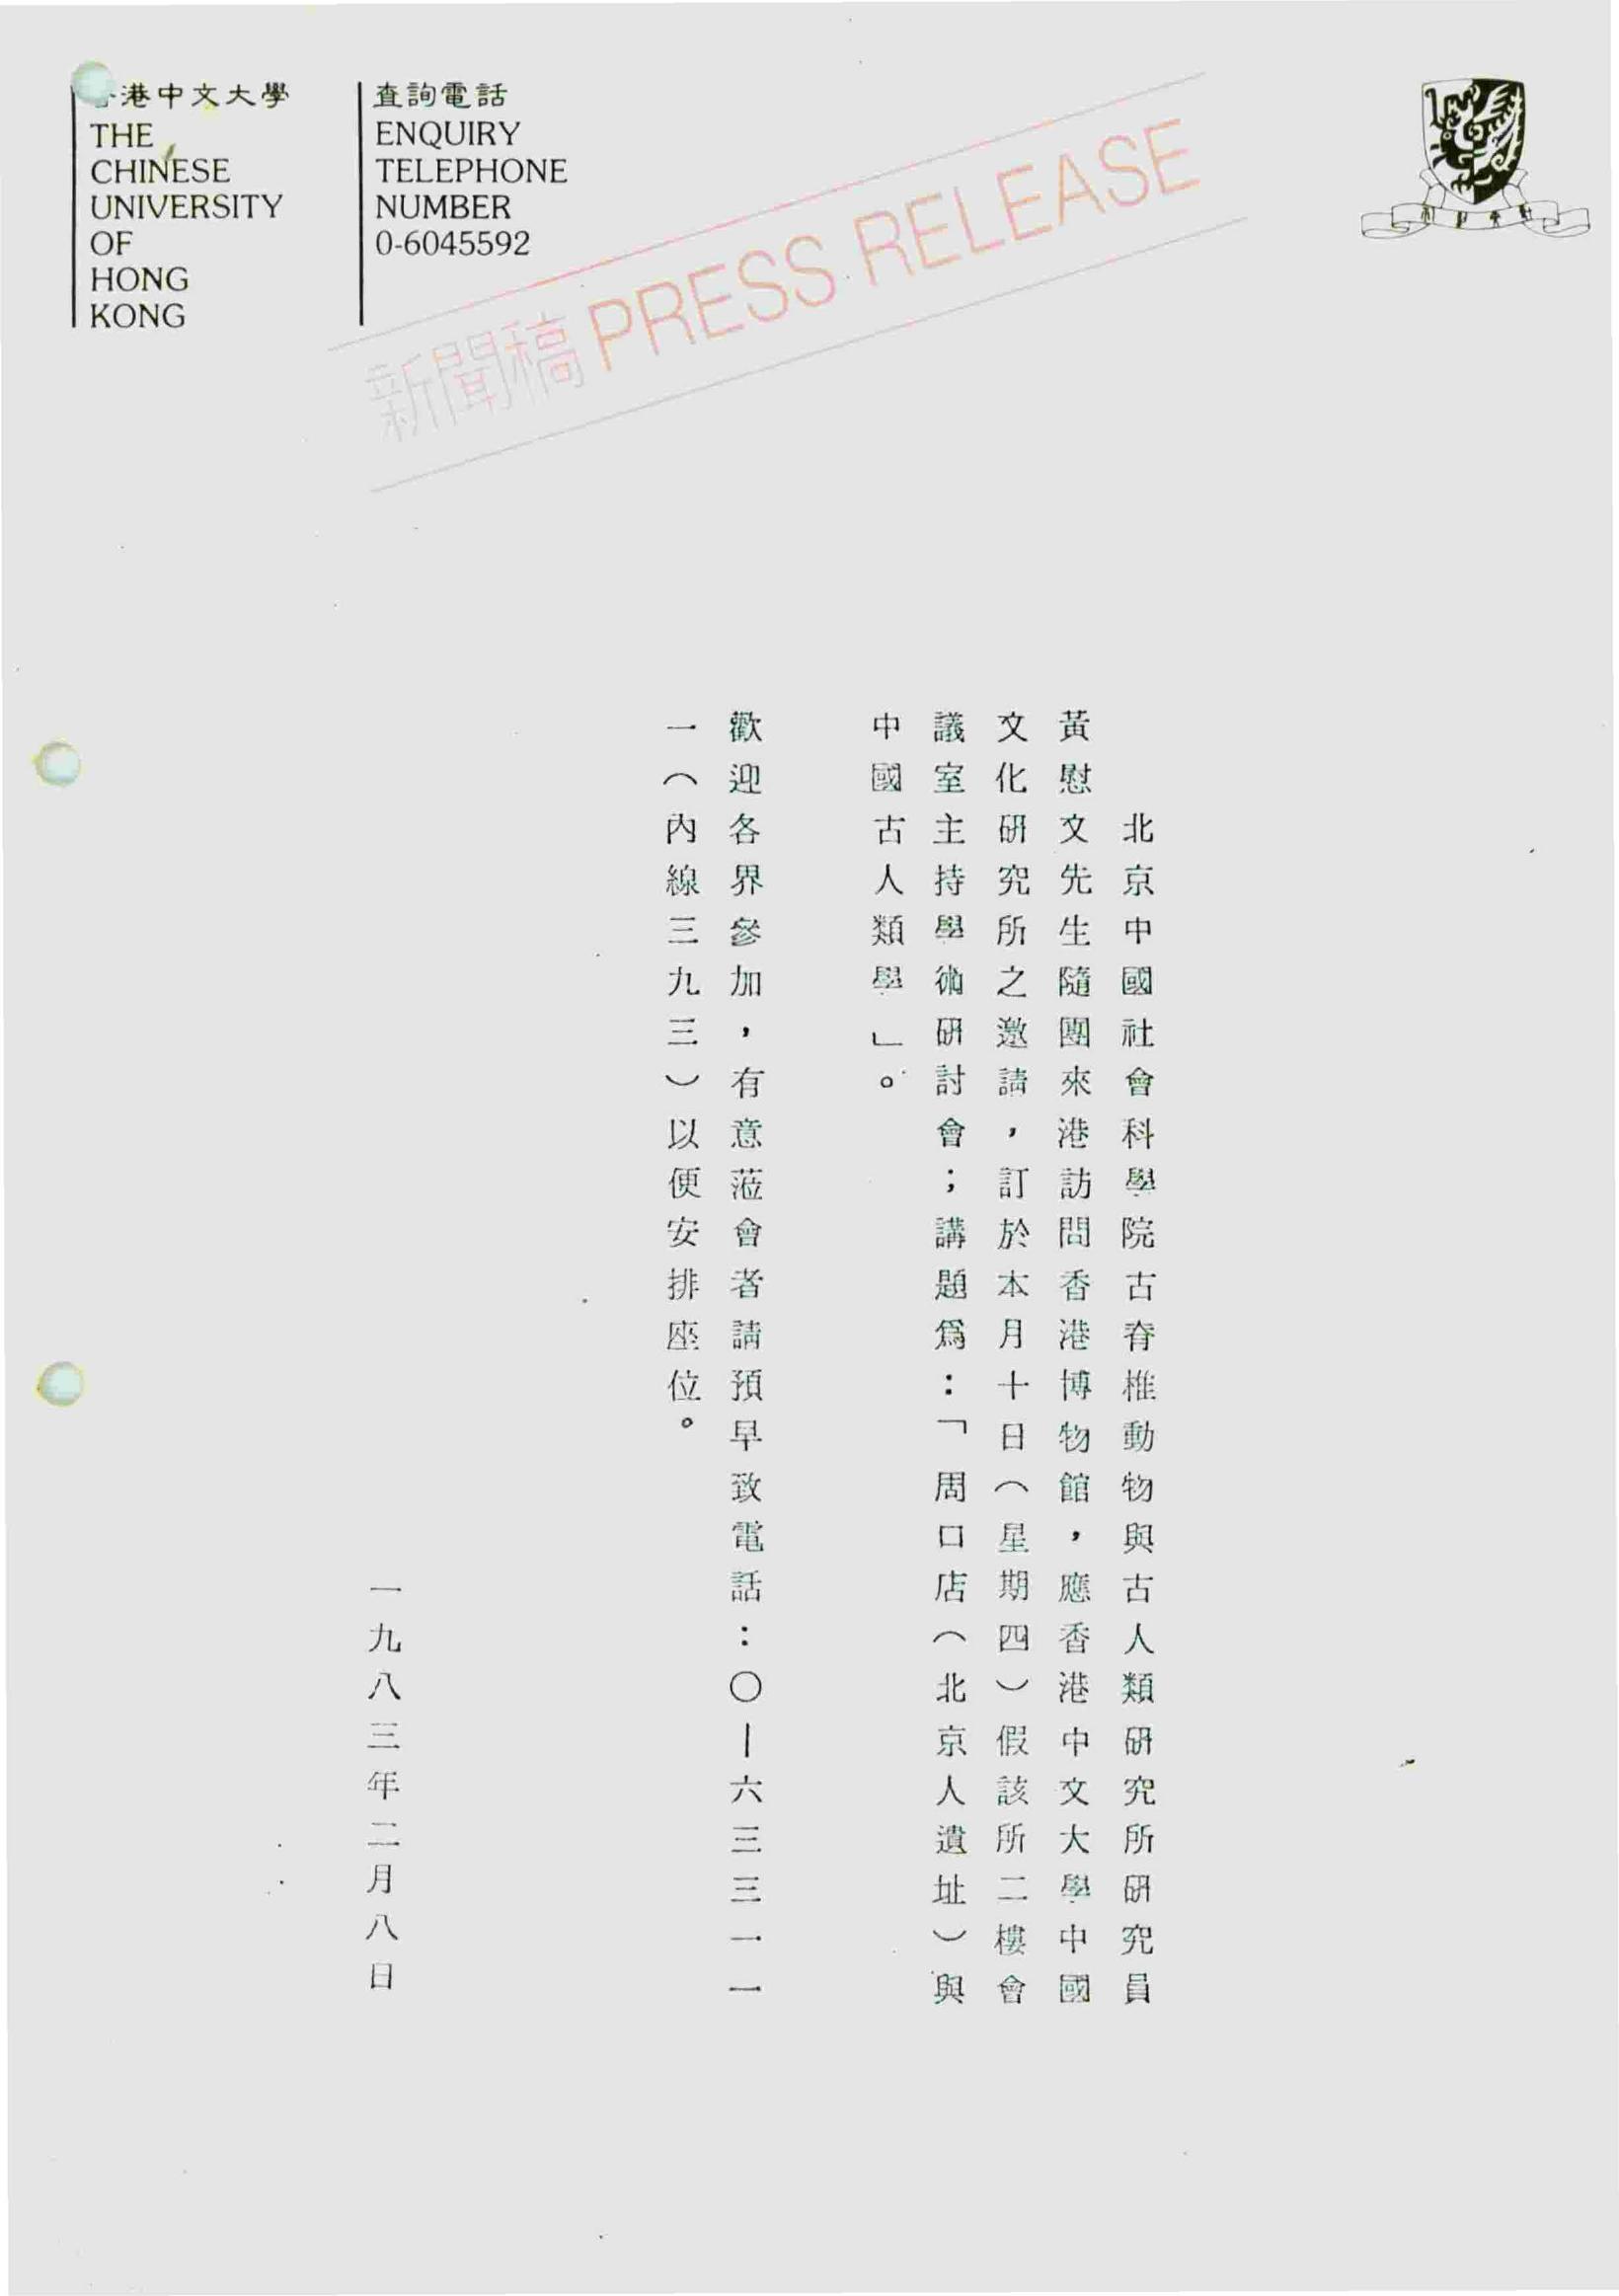 港中文大學
THE
CHINESE
UNIVERSITY
OF
HONG
KONG
查詢電話
ENQUIRY
TELEPHONE
NUMBER
0-6045592
新聞稿 PRESS RELEASE
北京中國社會科學院古脊椎動物與古人類研究所研究員
黃慰文先生隨團來港訪問香港博物館，應香港中文大學中國
文化研究所之邀請，訂於本月十日（星期四）假該所二樓會
議室主持學術研討會；講題爲：「周口店（北京人遺址）與
中國古人類學」。
歡迎各界參加，有意蒞會者請預早致電話：〇－六三三一一
一（內線三九三）以便安排座位。
一九八三年二月八日